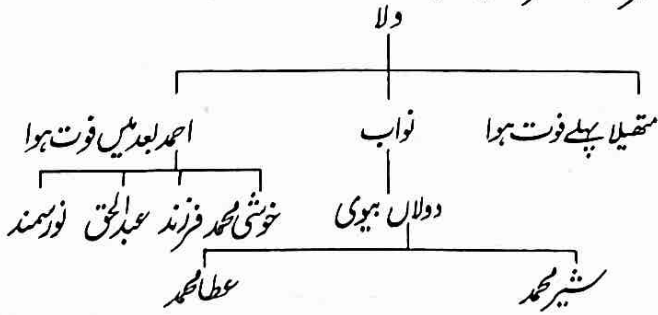 ولا
متھیلا پہلے فوت ہوا نواب احمد بعد میں فوت ہوا
دولاں بیوی خوشی محمد فرزند عبدالحق نور سمند
شیر محمد عطا محمد